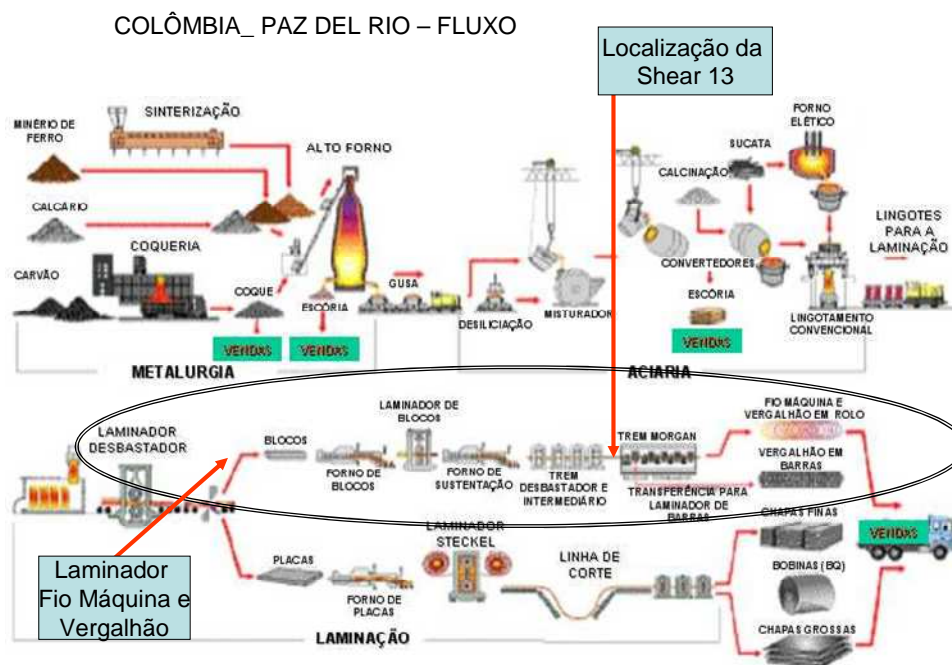 COLÔMBIA_ PAZ DEL RIO – FLUXO
Localização da
Shear 13
MINÉRIO DE
FERRO
SINTERIZAÇÃO
ALTO FORNO
CALCÁRIO
COQUERIA
CARVÃO
COQUE
ESCÓRIA
GUSA
VENDAS
VENDAS
METALURGIA
DESILICIAÇÃO
MISTURADOR
CALCINAÇÃO
SUCATA
FORNO
ELÉTICO
CONVERTEDORES
ESCÓRIA
VENDAS
LINGOTAMENTO
CONVENCIONAL
LINGOTES
PARA A
LAMINAÇÃO
ACIARIA
LAMINADOR
DESBASTADOR
BLOCOS
FORNO DE
BLOCOS
LAMINADOR DE
BLOCOS
FORNO DE
SUSTENTAÇÃO
TREM
DESBASTADOR E
INTERMEDIÁRIO
TREM MORGAN
TRANSFERÊNCIA PARA
LAMINADOR DE
BARRAS
FIO MÁQUINA E
VERGALHÃO EM ROLO
VERGALHÃO EM
BARRAS
Laminador
Fio Máquina e
Vergalhão
PLACAS
FORNO DE
PLACAS
LAMINADOR
STECKEL
LINHA DE
CORTE
CHAPAS FINAS
BOBINAS (BQ)
CHAPAS GROSSAS
VENDAS
LAMINAÇÃO